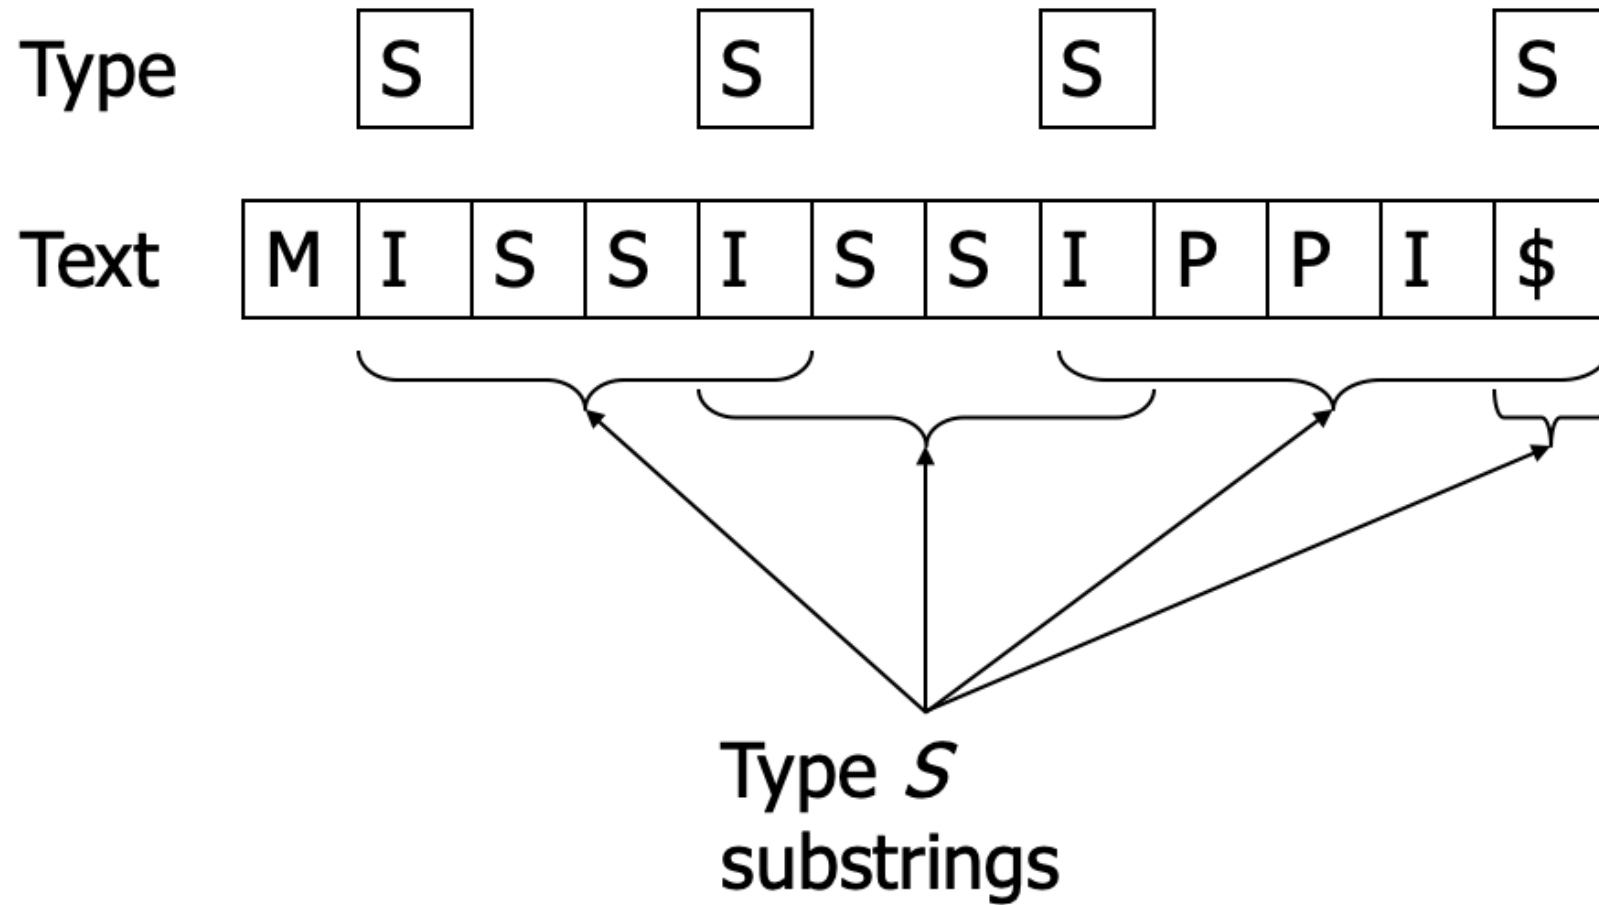 Type S S S S
Text M I S S I S S I P P I $
Type S
substrings